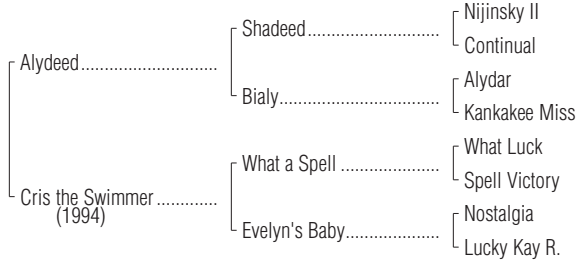 Nijinsky II
Shadeed
Continual
Alydeed
Alydar
Bialy
Kankakee Miss
What Luck
What a Spell
Spell Victory
Cris the Swimmer
(1994)
Nostalgia
Evelyn's Baby
Lucky Kay R.